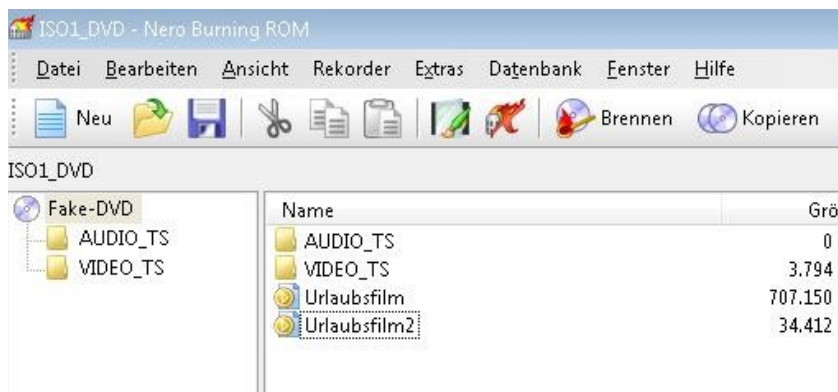 ISO1_DVD - Nero Burning ROM
Datei Bearbeiten Ansicht Rekorder Extras Datenbank Fenster Hilfe
Neu Brennen Kopieren
ISO1_DVD
Fake-DVD
AUDIO_TS
VIDEO_TS
Name Grö
AUDIO_TS 0
VIDEO_TS 3.794
Urlaubsfilm 707.150
Urlaubsfilm2 34.412